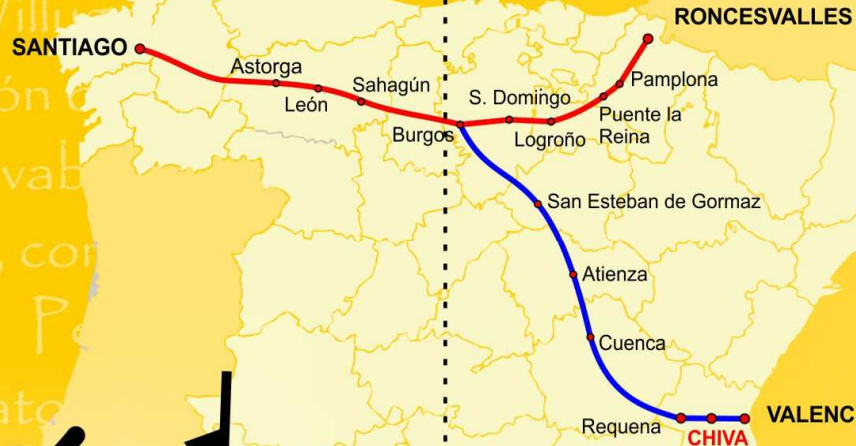 RONCESVALLES
SANTIAGO
Astorga
León
Sahagún
Burgos
S. Domingo
Logroño
Pamplona
Puente la
Reina
San Esteban de Gormaz
Atienza
Cuenca
Requena
CHIVA
VALENC